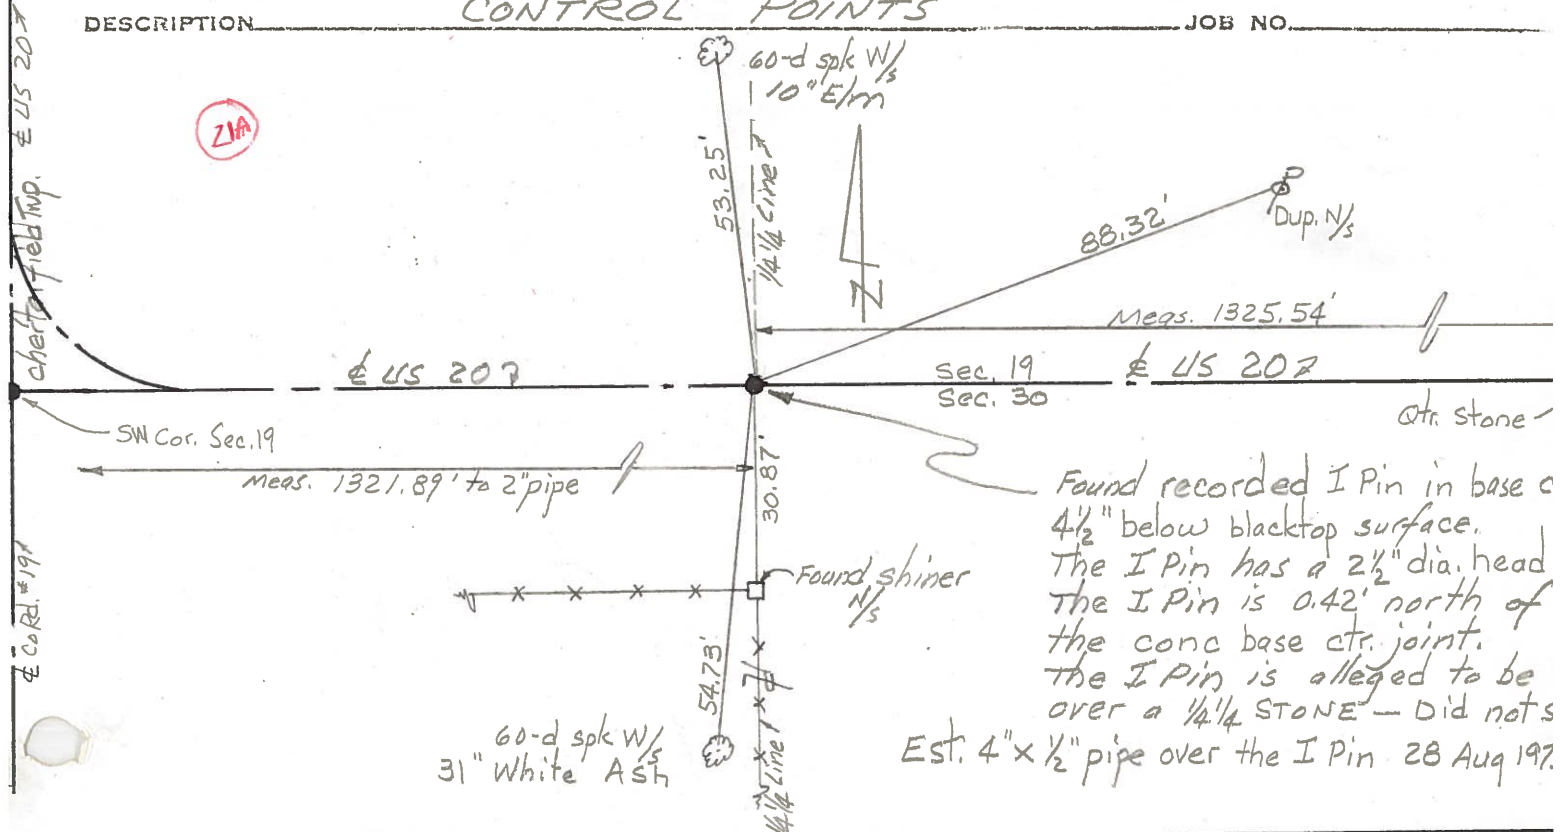 CONTROL POINTS
DESCRIPTION
JOB NO.
℄ US 20 ↗
Chesterfield Twp.
21A
60-d spk W/s
10" Elm
53.25'
¼ ¼ Line
N
88.32'
P
Dup. N/s
Meas. 1325.54'
℄ US 20
Sec. 19
Sec. 30
℄ US 20
Qtr. Stone
SW Cor. Sec. 19
Meas. 1321.89' to 2" pipe
30.87'
Found shiner
N/s
℄ Co Rd. #19
54.73'
¼ ¼ Line
60-d spk W/s
31" White Ash
Found recorded I Pin in base
4½" below blacktop surface.
The I Pin has a 2½" dia. head
The I Pin is 0.42' north of
the conc base ctr. joint.
The I Pin is alleged to be
over a ¼ ¼ STONE — Did not
Est. 4" x ½" pipe over the I Pin 28 Aug 197